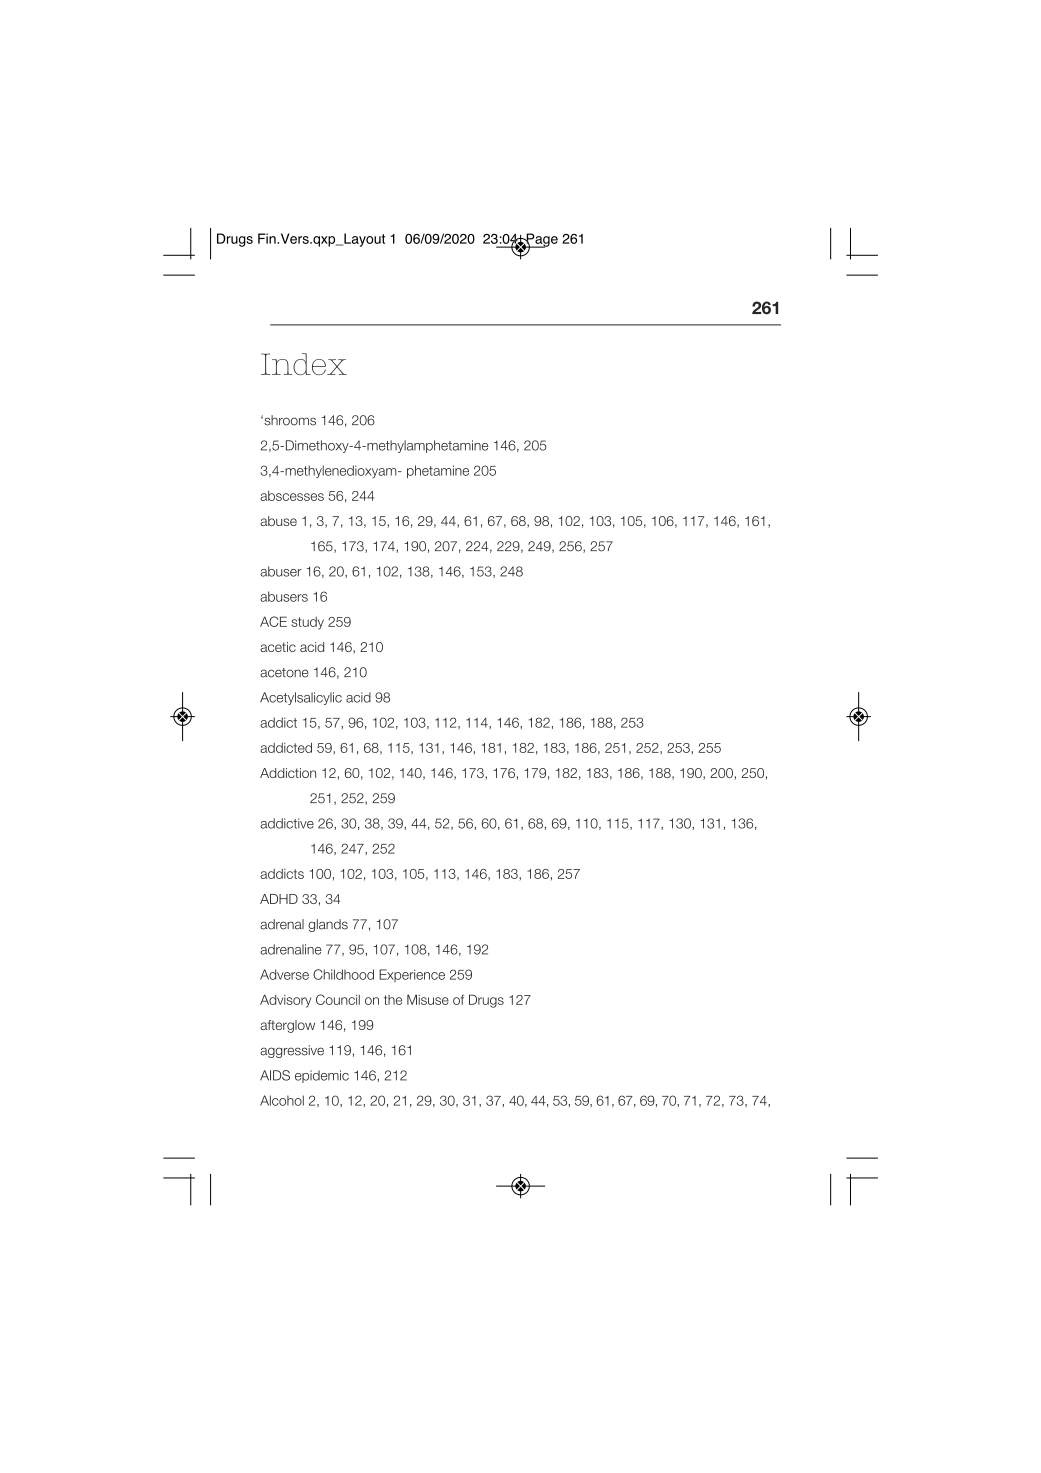 Drugs Fin.Vers.qxp_Layout 1 06/09/2020 23:04 Page 261
261
Index
‘shrooms 146, 206
2,5-Dimethoxy-4-methylamphetamine 146, 205
3,4-methylenedioxyam- phetamine 205
abscesses 56, 244
abuse 1, 3, 7, 13, 15, 16, 29, 44, 61, 67, 68, 98, 102, 103, 105, 106, 117, 146, 161,
165, 173, 174, 190, 207, 224, 229, 249, 256, 257
abuser 16, 20, 61, 102, 138, 146, 153, 248
abusers 16
ACE study 259
acetic acid 146, 210
acetone 146, 210
Acetylsalicylic acid 98
addict 15, 57, 96, 102, 103, 112, 114, 146, 182, 186, 188, 253
addicted 59, 61, 68, 115, 131, 146, 181, 182, 183, 186, 251, 252, 253, 255
Addiction 12, 60, 102, 140, 146, 173, 176, 179, 182, 183, 186, 188, 190, 200, 250,
251, 252, 259
addictive 26, 30, 38, 39, 44, 52, 56, 60, 61, 68, 69, 110, 115, 117, 130, 131, 136,
146, 247, 252
addicts 100, 102, 103, 105, 113, 146, 183, 186, 257
ADHD 33, 34
adrenal glands 77, 107
adrenaline 77, 95, 107, 108, 146, 192
Adverse Childhood Experience 259
Advisory Council on the Misuse of Drugs 127
afterglow 146, 199
aggressive 119, 146, 161
AIDS epidemic 146, 212
Alcohol 2, 10, 12, 20, 21, 29, 30, 31, 37, 40, 44, 53, 59, 61, 67, 69, 70, 71, 72, 73, 74,